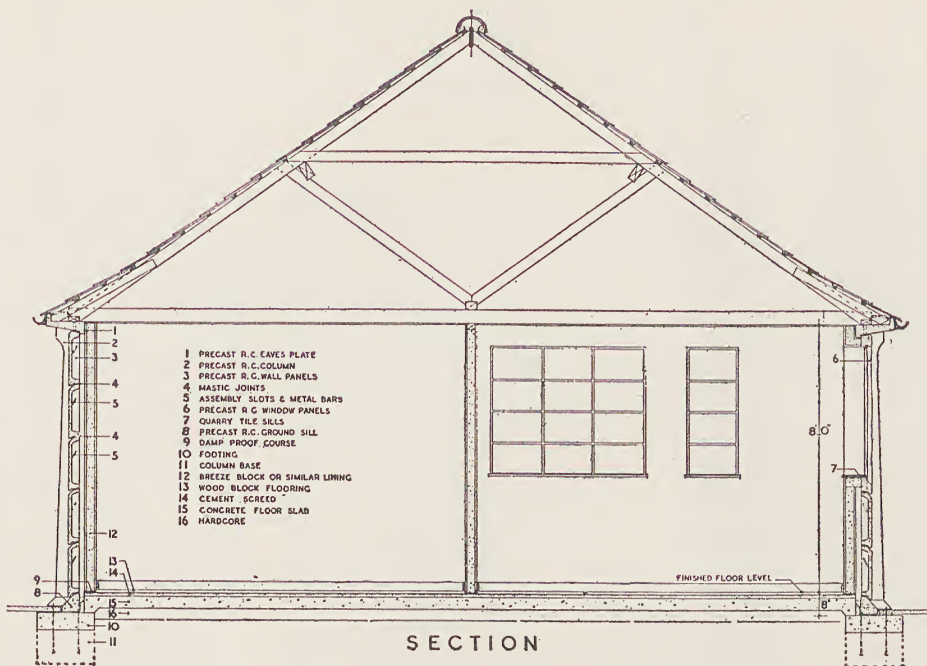 1 PRECAST R.C. EAVES PLATE
2 PRECAST R.C. COLUMN
3 PRECAST R.C. WALL PANELS
4 MASTIC JOINTS
5 ASSEMBLY SLOTS & METAL BARS
6 PRECAST R C WINDOW PANELS
7 QUARRY TILE SILLS
8 PRECAST R.C. GROUND SILL
9 DAMP PROOF COURSE
10 FOOTING
11 COLUMN BASE
12 BREEZE BLOCK OR SIMILAR LINING
13 WOOD BLOCK FLOORING
14 CEMENT SCREED
15 CONCRETE FLOOR SLAB
16 HARDCORE
1
2
3
4
5
4
5
12
13
14
9
8
15
16
10
11
6
8'0"
7
FINISHED FLOOR LEVEL
8"
SECTION